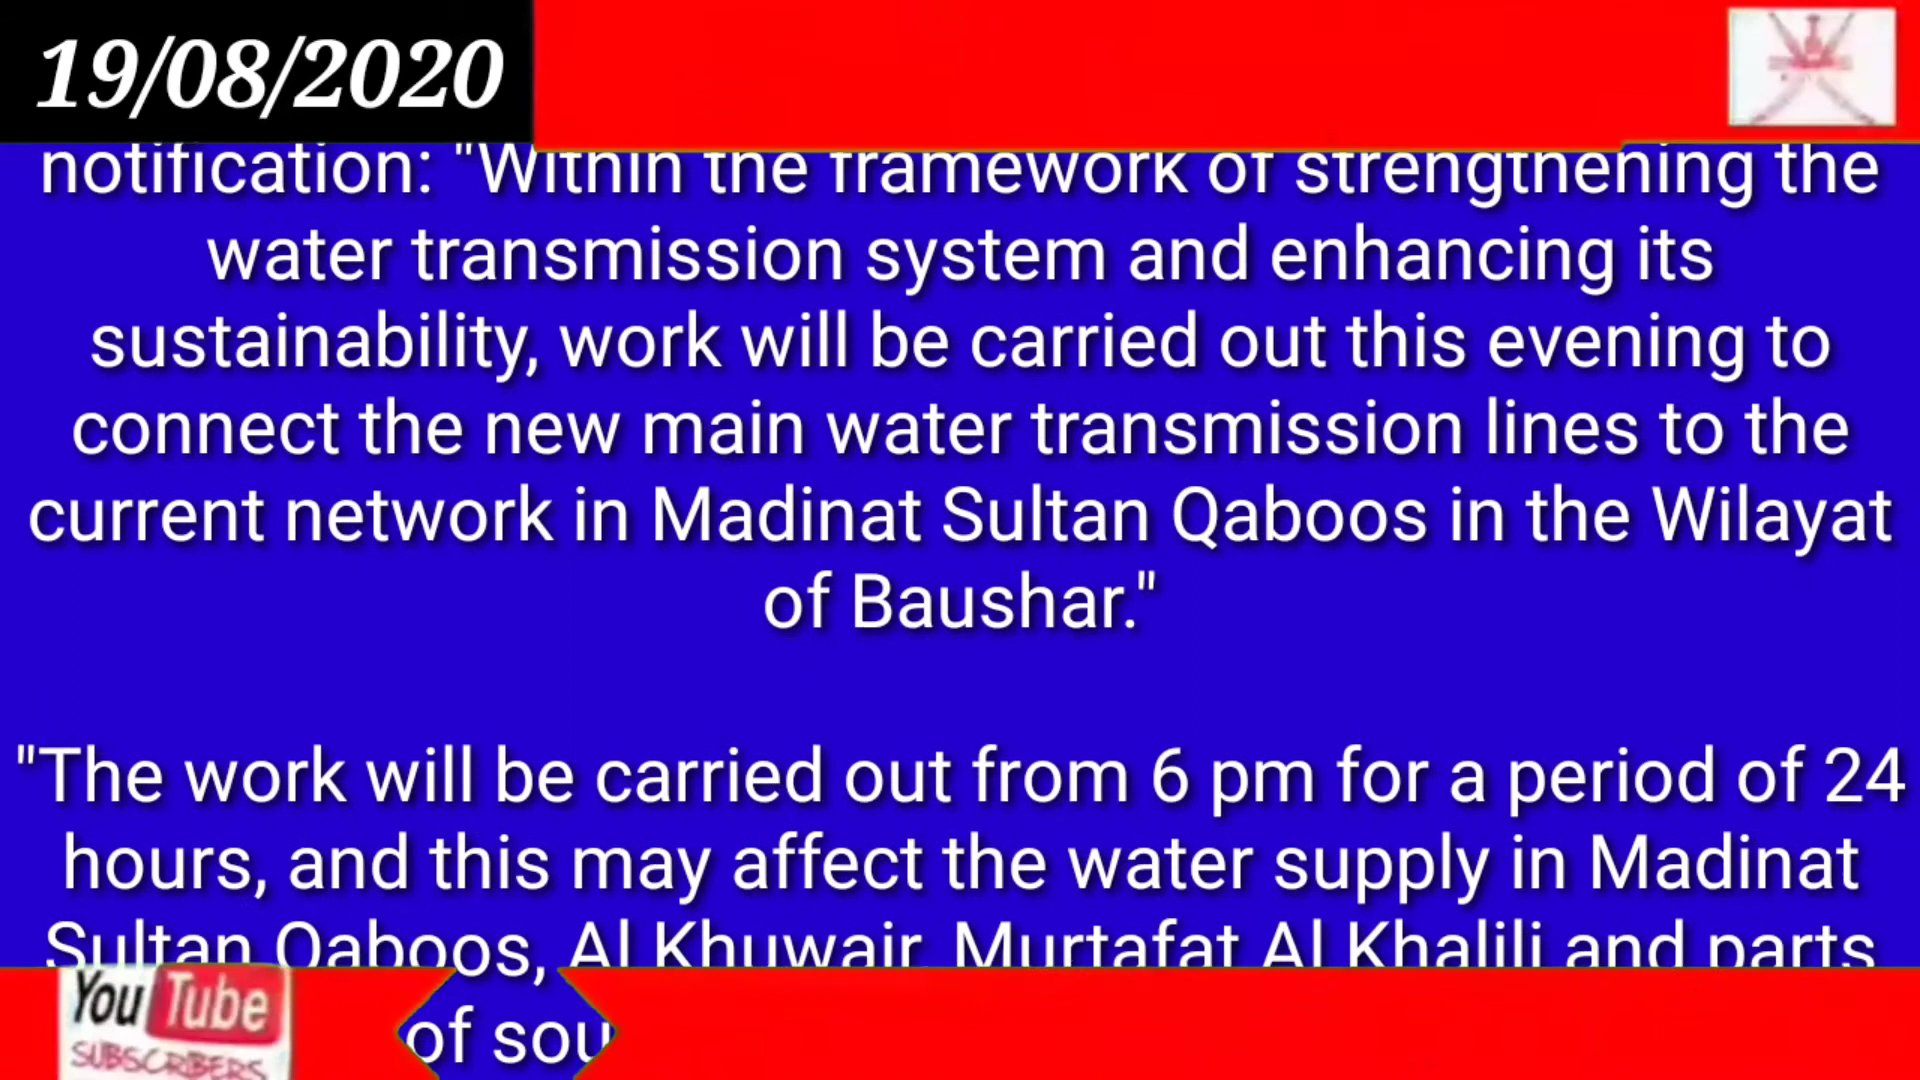 19/08/2020
notification: "Within the framework of strengthening the
water transmission system and enhancing its
sustainability, work will be carried out this evening to
connect the new main water transmission lines to the
current network in Madinat Sultan Qaboos in the Wilayat
of Baushar."
"The work will be carried out from 6 pm for a period of 24
hours, and this may affect the water supply in Madinat
Sultan Qaboos, Al Khuwair, Murtafat Al Khalili and parts
of sou
You Tube
SUBSCRIBERS